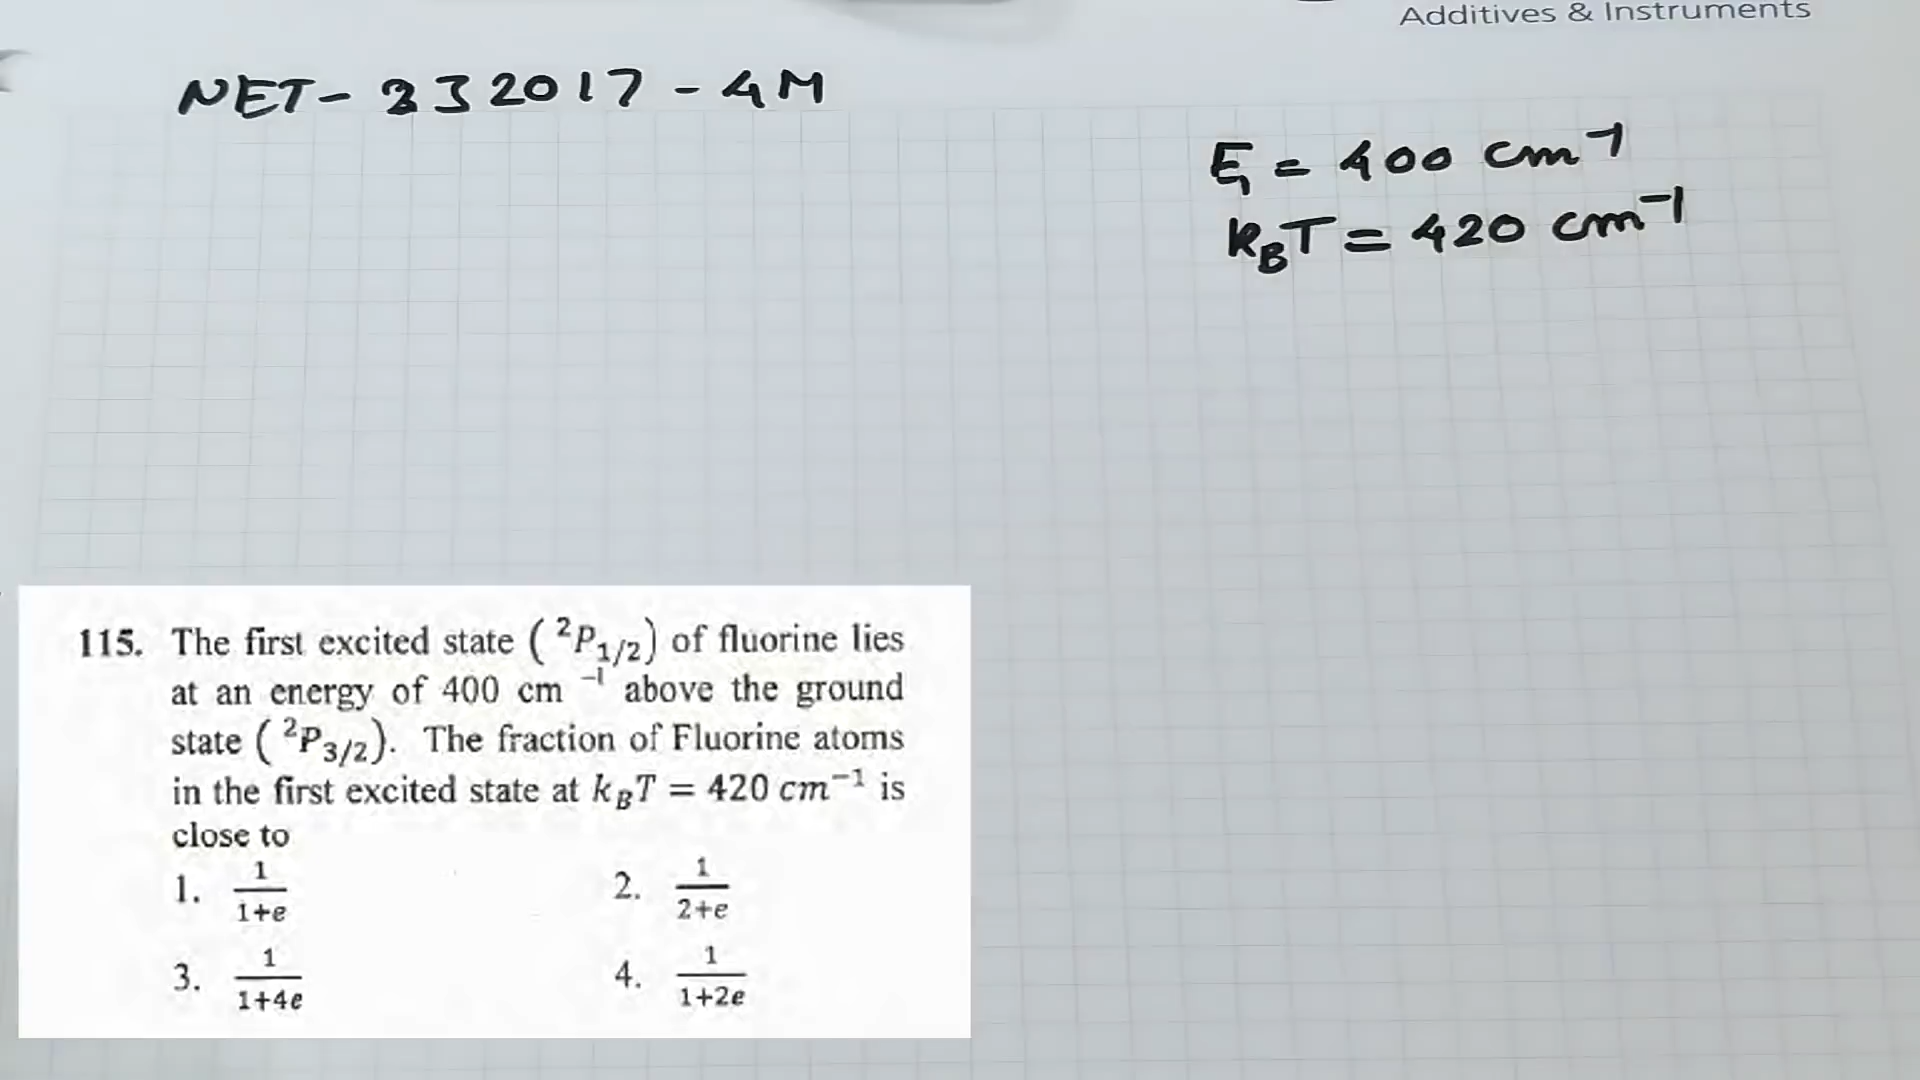 Additives & Instruments
NET - JJ 2017 - 4M
E₁ = 400 cm⁻¹
k_BT = 420 cm⁻¹
115. The first excited state (²P₁/₂) of fluorine lies
at an energy of 400 cm⁻¹ above the ground
state (²P₃/₂). The fraction of Fluorine atoms
in the first excited state at k_BT = 420 cm⁻¹ is
close to
1. 1/(1+e) 2. 1/(2+e)
3. 1/(1+4e) 4. 1/(1+2e)